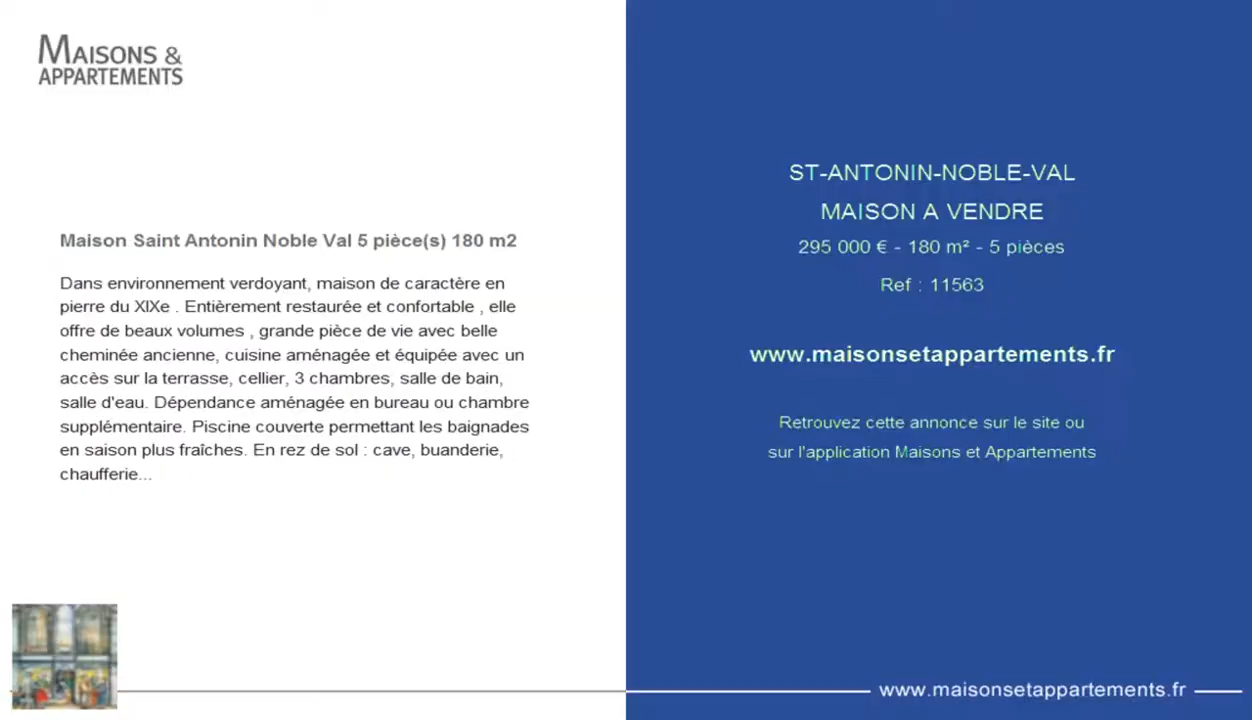 MAISONS &
APPARTEMENTS
Maison Saint Antonin Noble Val 5 pièce(s) 180 m2
Dans environnement verdoyant, maison de caractère en
pierre du XIXe . Entièrement restaurée et confortable , elle
offre de beaux volumes , grande pièce de vie avec belle
cheminée ancienne, cuisine aménagée et équipée avec un
accès sur la terrasse, cellier, 3 chambres, salle de bain,
salle d'eau. Dépendance aménagée en bureau ou chambre
supplémentaire. Piscine couverte permettant les baignades
en saison plus fraîches. En rez de sol : cave, buanderie,
chaufferie...
ST-ANTONIN-NOBLE-VAL
MAISON A VENDRE
295 000 € - 180 m² - 5 pièces
Ref : 11563
www.maisonsetappartements.fr
Retrouvez cette annonce sur le site ou
sur l'application Maisons et Appartements
www.maisonsetappartements.fr